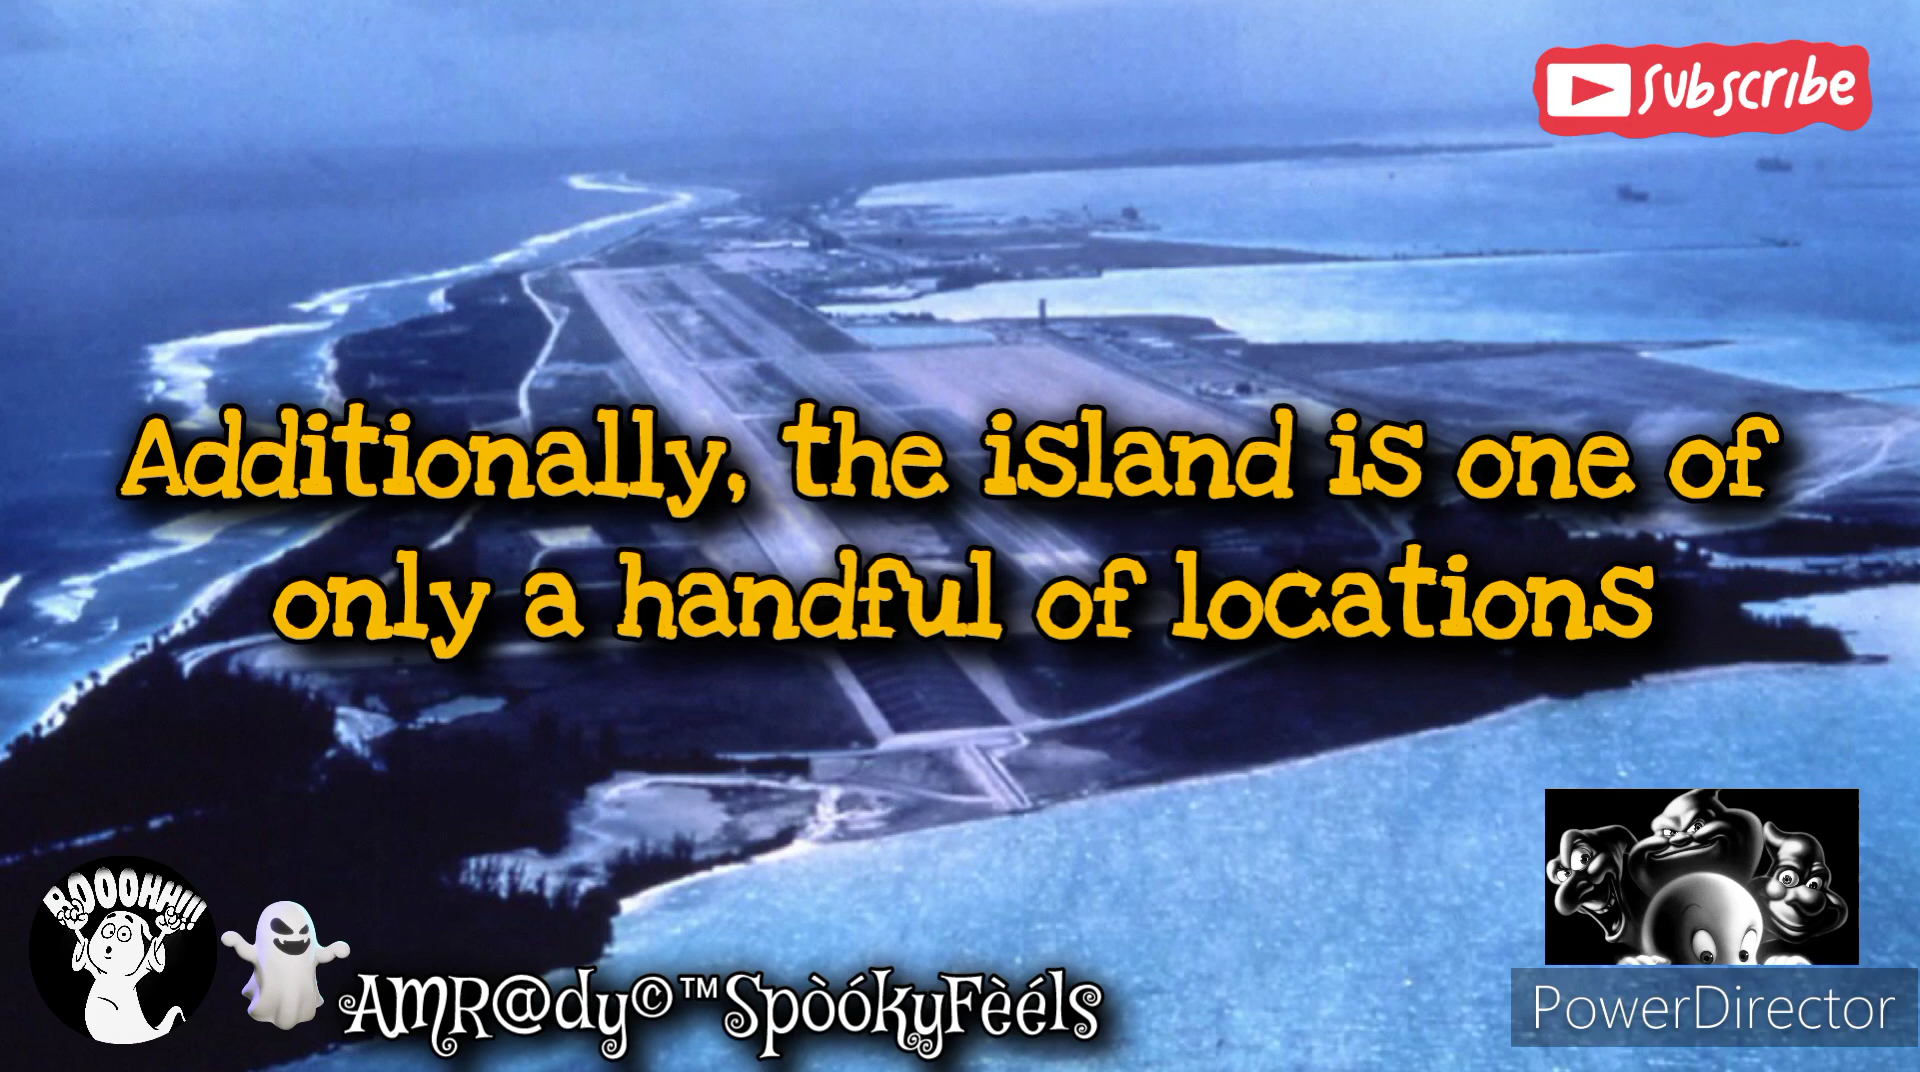 Subscribe
Additionally, the island is one of
only a handful of locations
BOOOHH!!!
AMR@dy©™SpòókyFèéls
PowerDirector